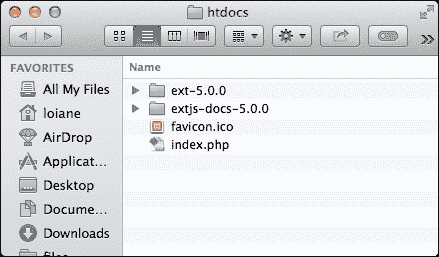 htdocs
FAVORITES
All My Files
loiane
AirDrop
Applicat...
Desktop
Docume...
Downloads
Name
ext-5.0.0
extjs-docs-5.0.0
favicon.ico
index.php